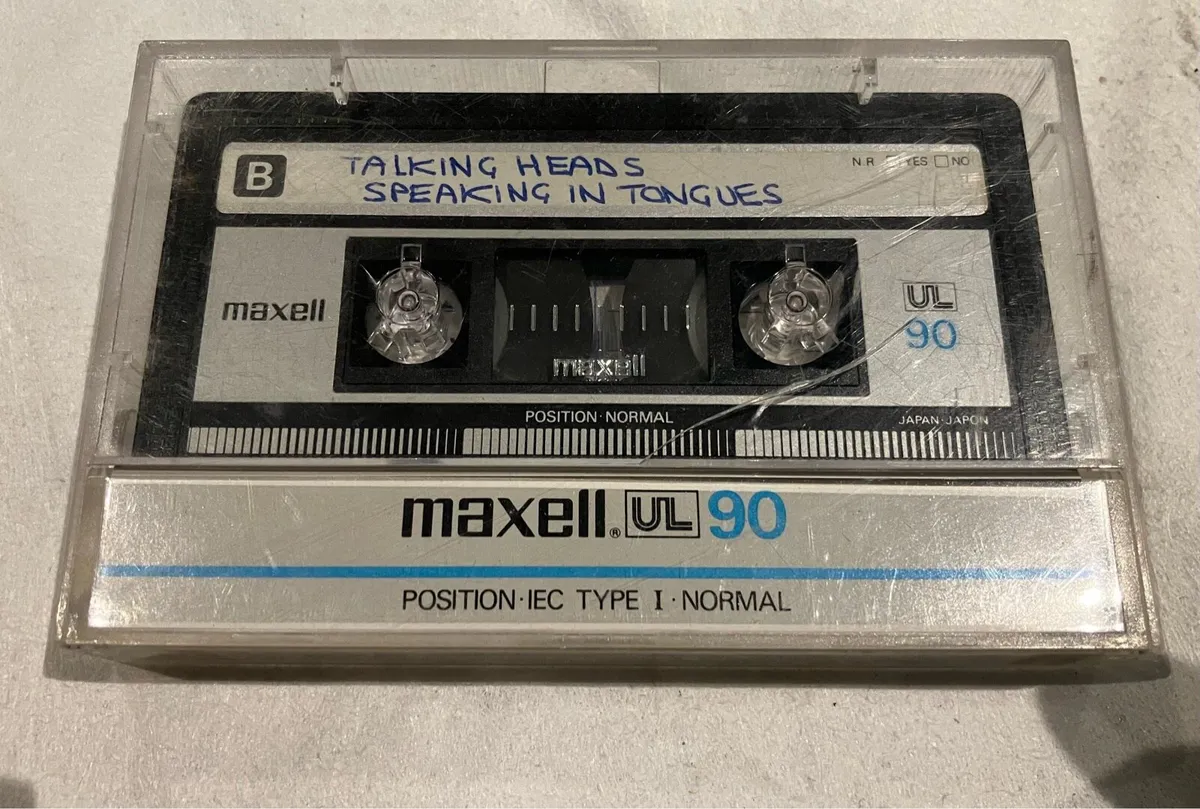 B
TALKING HEADS
SPEAKING IN TONGUES
N.R YES NO
maxell
maxell
UL
90
POSITION·NORMAL
JAPAN·JAPON
maxell® UL 90
POSITION·IEC TYPE I·NORMAL